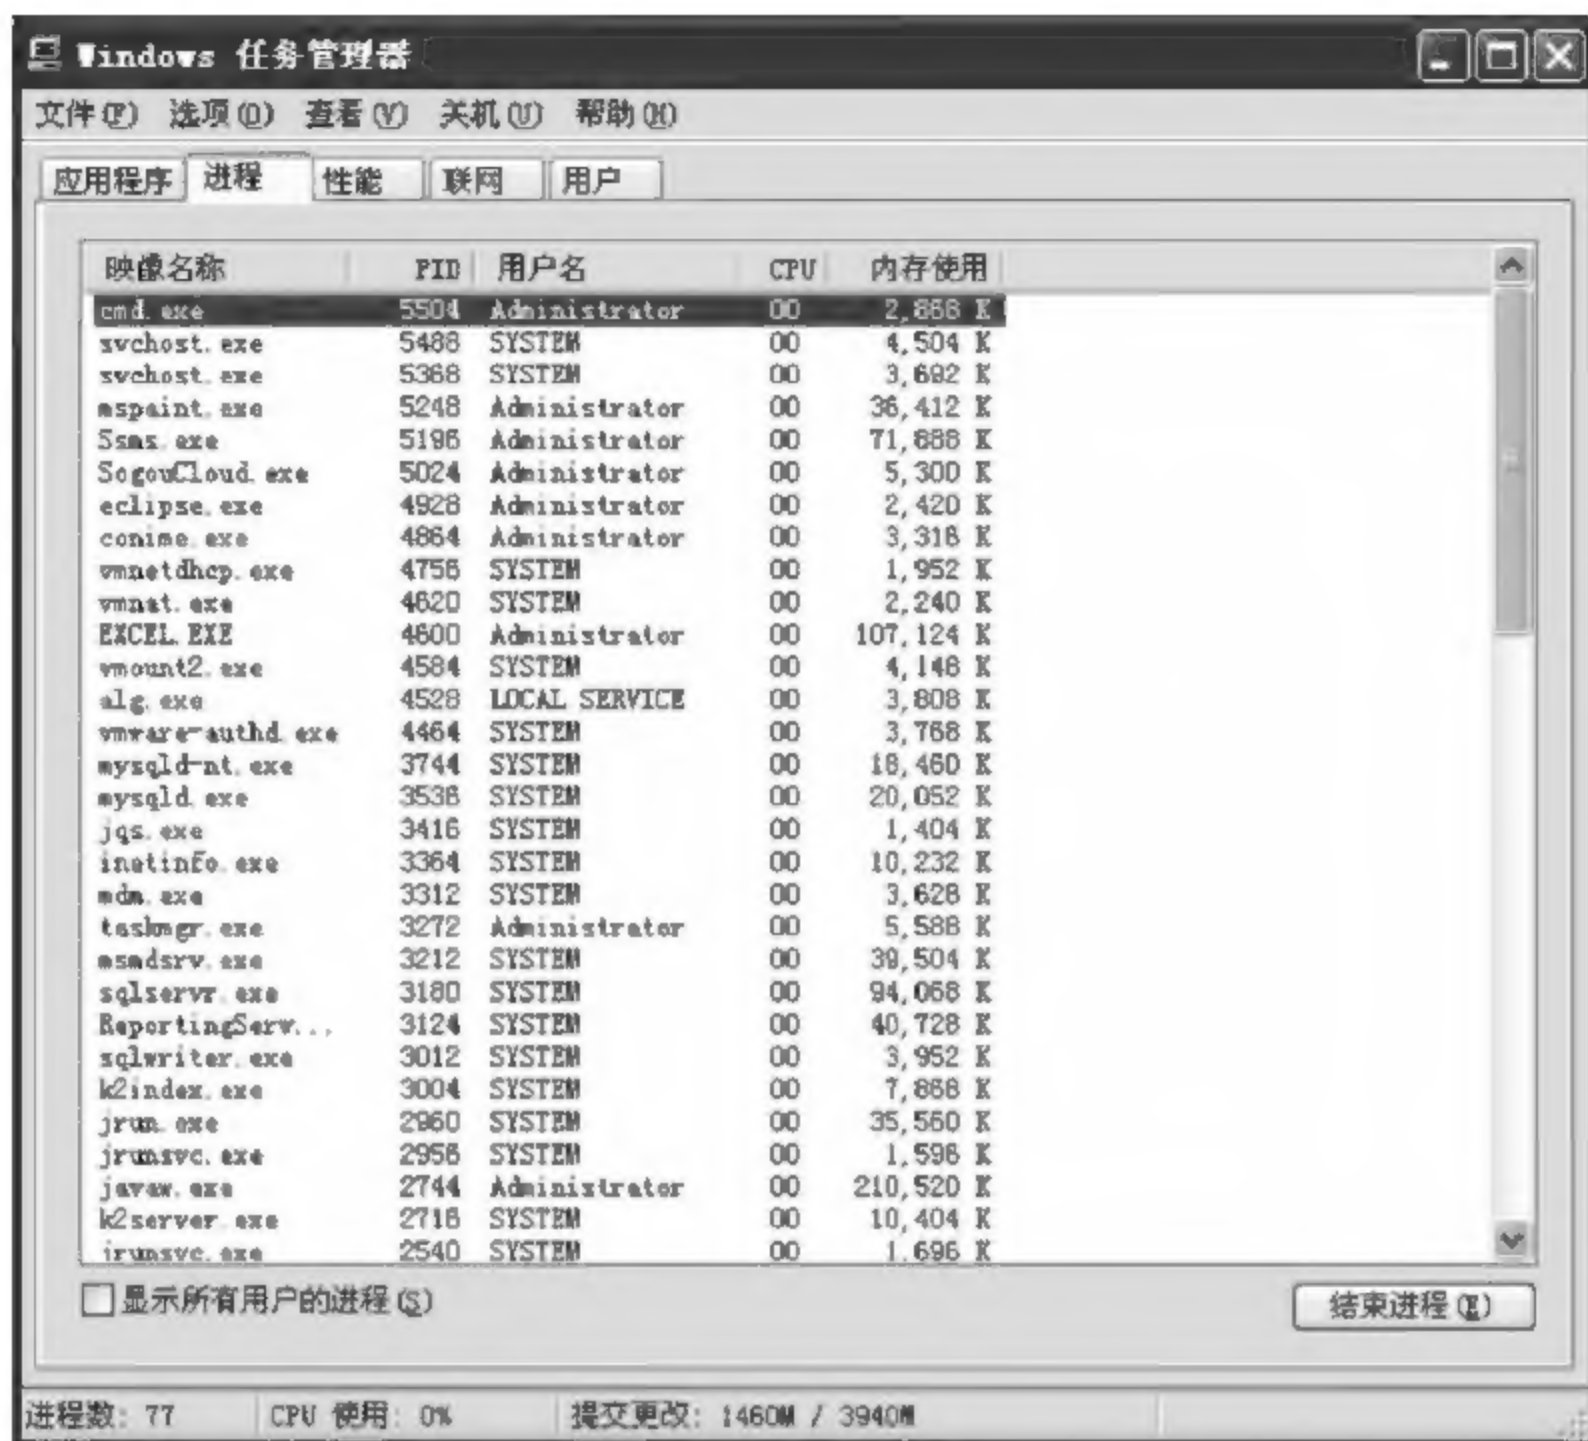 Windows 任务管理器
文件(F) 选项(O) 查看(V) 关机(U) 帮助(H)
应用程序 进程 性能 联网 用户
映像名称 PID 用户名 CPU 内存使用
cmd.exe 5504 Administrator 00 2,868 K
svchost.exe 5488 SYSTEM 00 4,504 K
svchost.exe 5368 SYSTEM 00 3,692 K
mspaint.exe 5248 Administrator 00 36,412 K
Ssms.exe 5196 Administrator 00 71,888 K
SogouCloud.exe 5024 Administrator 00 5,300 K
eclipse.exe 4928 Administrator 00 2,420 K
conime.exe 4864 Administrator 00 3,316 K
vmnetdhcp.exe 4756 SYSTEM 00 1,952 K
vmnat.exe 4620 SYSTEM 00 2,240 K
EXCEL.EXE 4600 Administrator 00 107,124 K
vmount2.exe 4584 SYSTEM 00 4,148 K
alg.exe 4528 LOCAL SERVICE 00 3,808 K
vmware-authd.exe 4464 SYSTEM 00 3,768 K
mysqld-nt.exe 3744 SYSTEM 00 18,460 K
mysqld.exe 3536 SYSTEM 00 20,052 K
jqs.exe 3416 SYSTEM 00 1,404 K
inetinfo.exe 3364 SYSTEM 00 10,232 K
mdm.exe 3312 SYSTEM 00 3,628 K
taskmgr.exe 3272 Administrator 00 5,588 K
msmdsrv.exe 3212 SYSTEM 00 39,504 K
sqlservr.exe 3180 SYSTEM 00 94,068 K
ReportingServ... 3124 SYSTEM 00 40,728 K
sqlwriter.exe 3012 SYSTEM 00 3,952 K
k2index.exe 3004 SYSTEM 00 7,868 K
jrun.exe 2960 SYSTEM 00 35,560 K
jrunsvc.exe 2956 SYSTEM 00 1,596 K
javaw.exe 2744 Administrator 00 210,520 K
k2server.exe 2716 SYSTEM 00 10,404 K
jrunsvc.exe 2540 SYSTEM 00 1,696 K
显示所有用户的进程(S) 结束进程(E)
进程数: 77 CPU 使用: 0% 提交更改: 1460M / 3940M